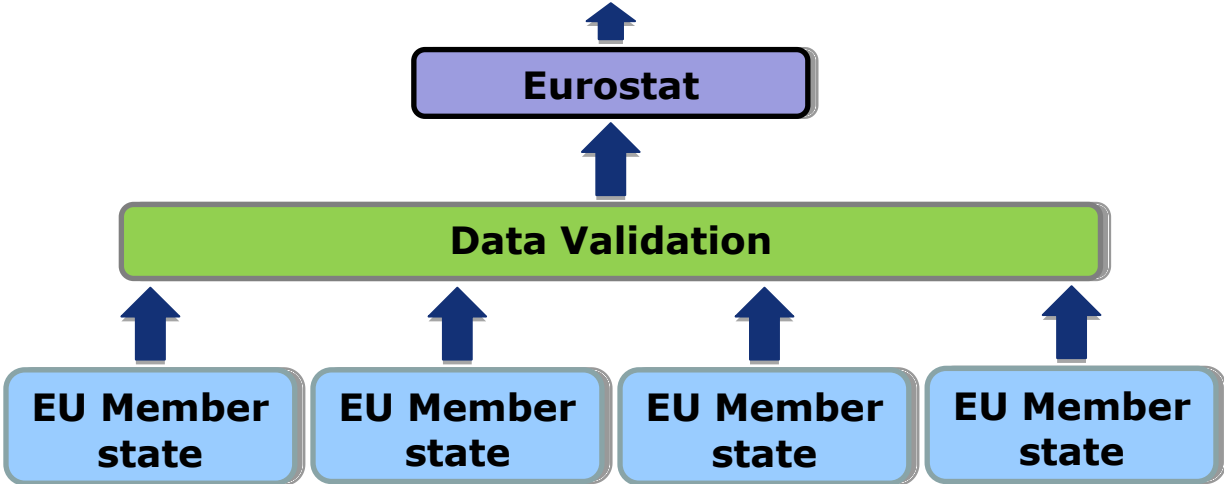 Eurostat
Data Validation
EU Member
state
EU Member
state
EU Member
state
EU Member
state